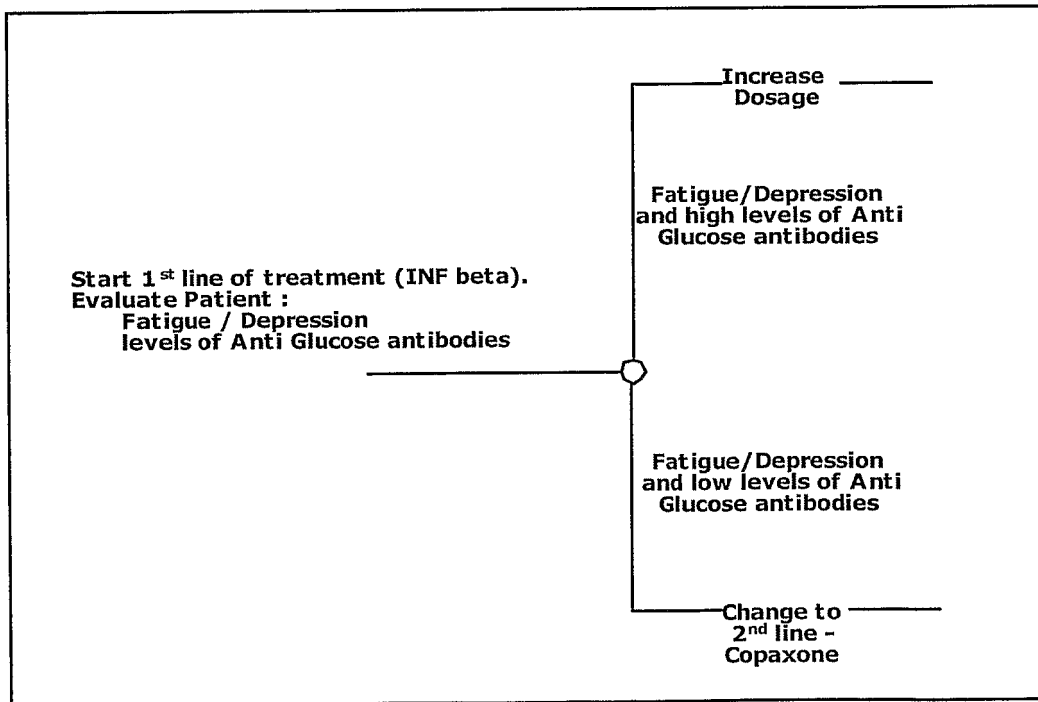 Increase
Dosage
Fatigue/Depression
and high levels of Anti
Glucose antibodies
Start 1st line of treatment (INF beta).
Evaluate Patient :
Fatigue / Depression
levels of Anti Glucose antibodies
Fatigue/Depression
and low levels of Anti
Glucose antibodies
Change to
2nd line -
Copaxone